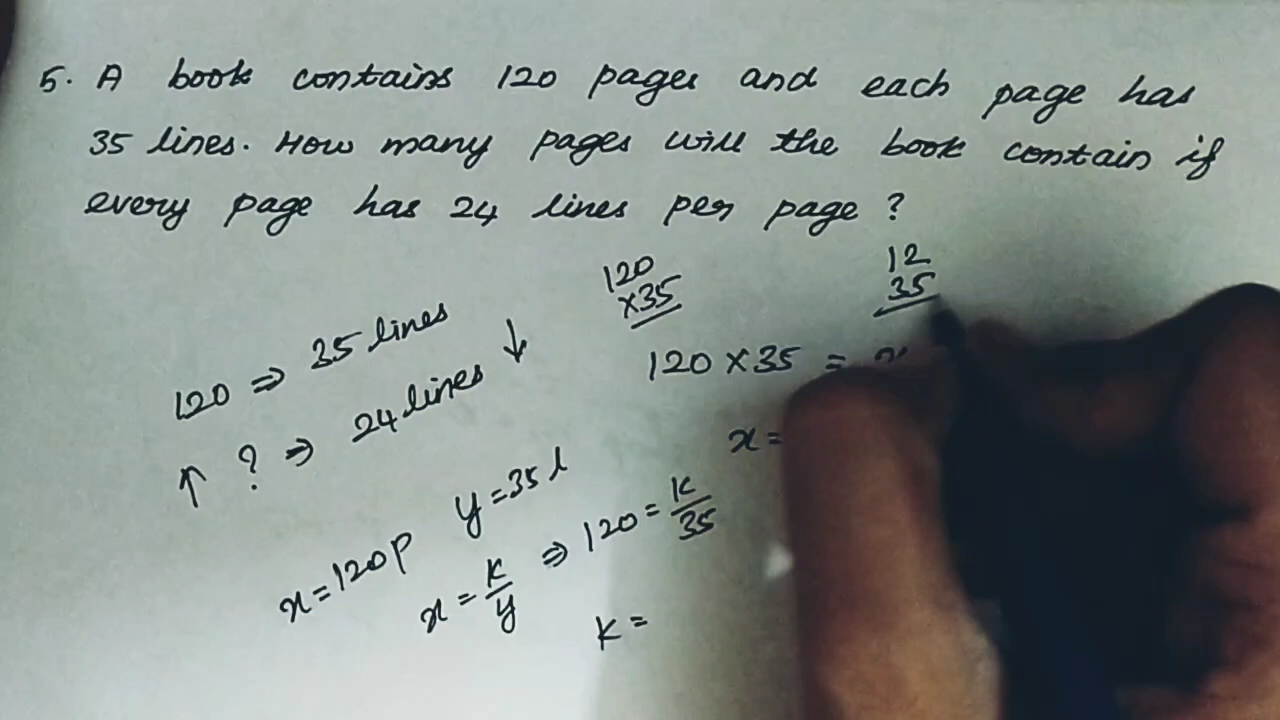 5. A book contains 120 pages and each page has
35 lines. How many pages will the book contain if
every page has 24 lines per page ?
120 ⇒ 35 lines
↑ ? ⇒ 24 lines ↓
120
×35
12
35
120 × 35 =
x =
x = 120 P y = 35 l
x = K/y ⇒ 120 = K/35
K =